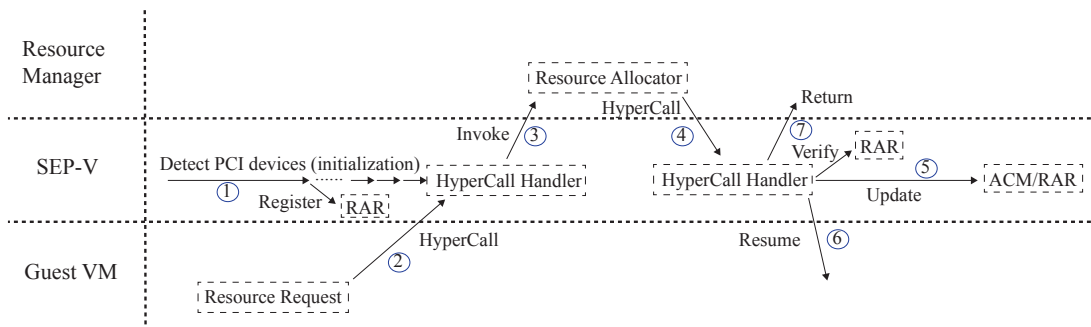 Resource
Manager
Resource Allocator
HyperCall
Return
Invoke
3
4
7
SEP-V
Detect PCI devices (initialization)
Verify
RAR
1
......
HyperCall Handler
HyperCall Handler
5
ACM/RAR
Register
RAR
Update
HyperCall
Resume
6
2
Guest VM
Resource Request